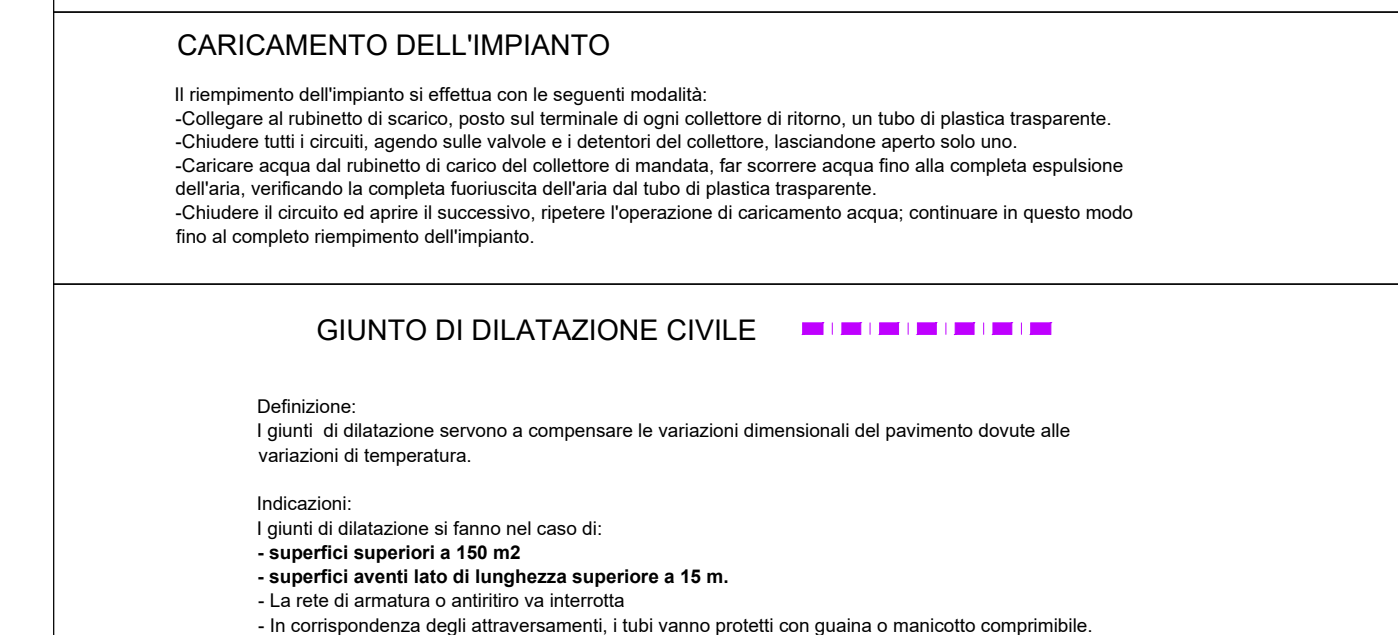 CARICAMENTO DELL'IMPIANTO
Il riempimento dell'impianto si effettua con le seguenti modalità:
-Collegare al rubinetto di scarico, posto sul terminale di ogni collettore di ritorno, un tubo di plastica trasparente.
-Chiudere tutti i circuiti, agendo sulle valvole e i detentori del collettore, lasciandone aperto solo uno.
-Caricare acqua dal rubinetto di carico del collettore di mandata, far scorrere acqua fino alla completa espulsione
dell'aria, verificando la completa fuoriuscita dell'aria dal tubo di plastica trasparente.
-Chiudere il circuito ed aprire il successivo, ripetere l'operazione di caricamento acqua; continuare in questo modo
fino al completo riempimento dell'impianto.
GIUNTO DI DILATAZIONE CIVILE
Definizione:
I giunti  di dilatazione servono a compensare le variazioni dimensionali del pavimento dovute alle
variazioni di temperatura.
Indicazioni:
I giunti di dilatazione si fanno nel caso di:
- superfici superiori a 150 m2
- superfici aventi lato di lunghezza superiore a 15 m.
- La rete di armatura o antiritiro va interrotta
- In corrispondenza degli attraversamenti, i tubi vanno protetti con guaina o manicotto comprimibile.